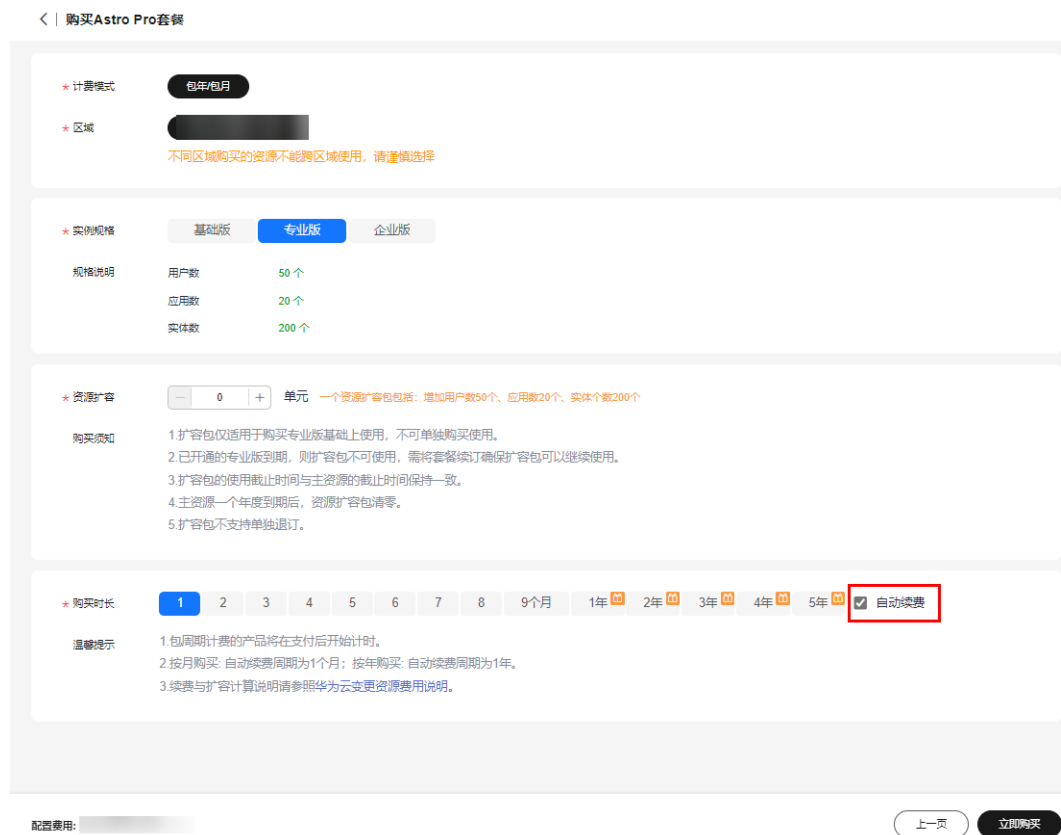 购买Astro Pro套餐
* 计费模式 包年/包月
* 区域
不同区域购买的资源不能跨区域使用，请谨慎选择
* 实例规格 基础版 专业版 企业版
规格说明 用户数 50 个
应用数 20 个
实体数 200 个
* 资源扩容 − 0 + 单元 一个资源扩容包包括：增加用户数50个、应用数20个、实体个数200个
购买须知 1.扩容包仅适用于购买专业版基础上使用，不可单独购买使用。
2.已开通的专业版到期，则扩容包不可使用，需将套餐续订确保扩容包可以继续使用。
3.扩容包的使用截止时间与主资源的截止时间保持一致。
4.主资源一个年度到期后，资源扩容包清零。
5.扩容包不支持单独退订。
* 购买时长 1 2 3 4 5 6 7 8 9个月 1年 2年 3年 4年 5年 自动续费
温馨提示 1.包周期计费的产品将在支付后开始计时。
2.按月购买: 自动续费周期为1个月；按年购买: 自动续费周期为1年。
3.续费与扩容计算说明请参照华为云变更资源费用说明。
配置费用: 上一页 立即购买